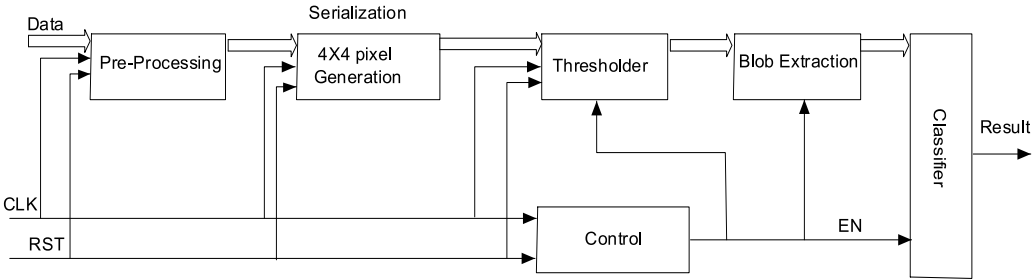 Serialization
Data
Pre-Processing
4X4 pixel
Generation
Thresholder
Blob Extraction
Classifier
Result
CLK
RST
Control
EN